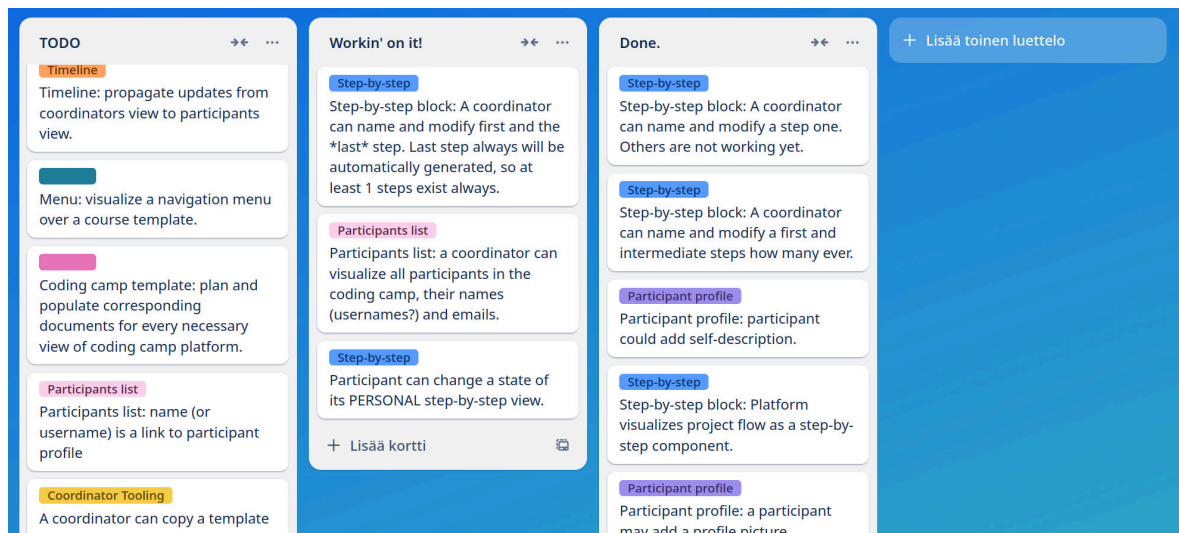 TODO
Timeline
Timeline: propagate updates from
coordinators view to participants
view.
Menu: visualize a navigation menu
over a course template.
Coding camp template: plan and
populate corresponding
documents for every necessary
view of coding camp platform.
Participants list
Participants list: name (or
username) is a link to participant
profile
Coordinator Tooling
A coordinator can copy a template
Workin' on it!
Step-by-step
Step-by-step block: A coordinator
can name and modify first and the
*last* step. Last step always will be
automatically generated, so at
least 1 steps exist always.
Participants list
Participants list: a coordinator can
visualize all participants in the
coding camp, their names
(usernames?) and emails.
Step-by-step
Participant can change a state of
its PERSONAL step-by-step view.
+ Lisää kortti
Done.
Step-by-step
Step-by-step block: A coordinator
can name and modify a step one.
Others are not working yet.
Step-by-step
Step-by-step block: A coordinator
can name and modify a first and
intermediate steps how many ever.
Participant profile
Participant profile: participant
could add self-description.
Step-by-step
Step-by-step block: Platform
visualizes project flow as a step-by-
step component.
Participant profile
Participant profile: a participant
may add a profile picture
+ Lisää toinen luettelo